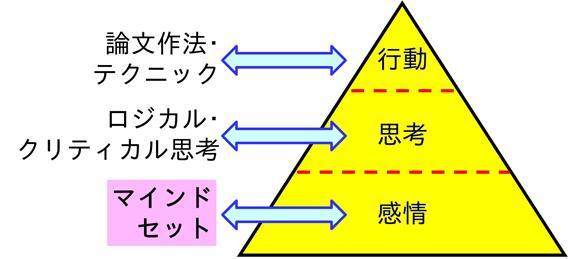 論文作法・
テクニック
行動
ロジカル・
クリティカル思考
思考
マインド
セット
感情